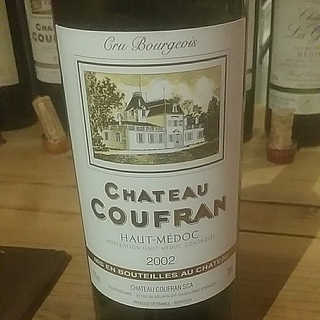 Cru Bourgeois
CHATEAU
COUFRAN
HAUT-MÉDOC
APPELLATION HAUT-MÉDOC CONTRÔLÉE
2002
MIS EN BOUTEILLES AU CHATEAU
CHATEAU COUFRAN SCA